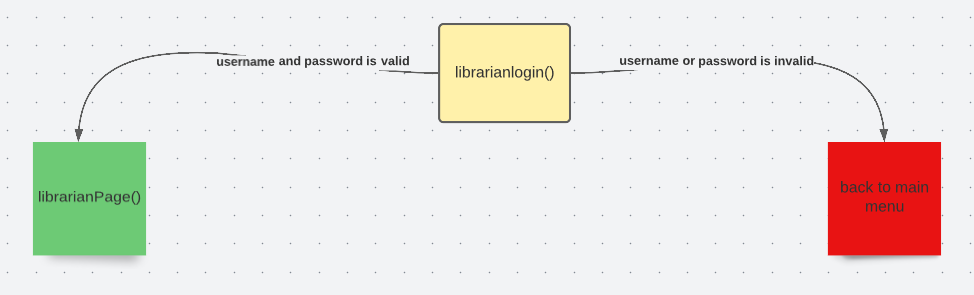 librarianlogin()
username and password is valid
username or password is invalid
librarianPage()
back to main
menu